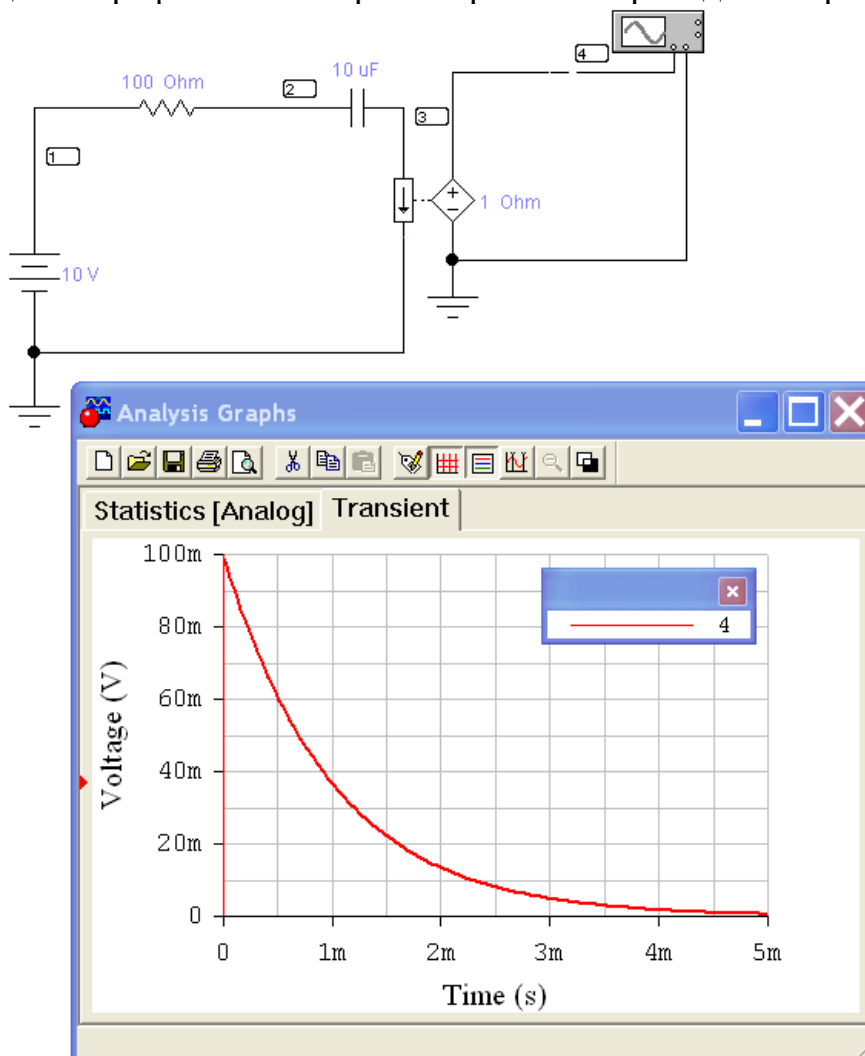 4
10 uF
100 Ohm
2
3
1
1 Ohm
10 V
Analysis Graphs
Statistics [Analog]
Transient
100m
80m
60m
40m
20m
0
Voltage (V)
4
0
1m
2m
3m
4m
5m
Time (s)